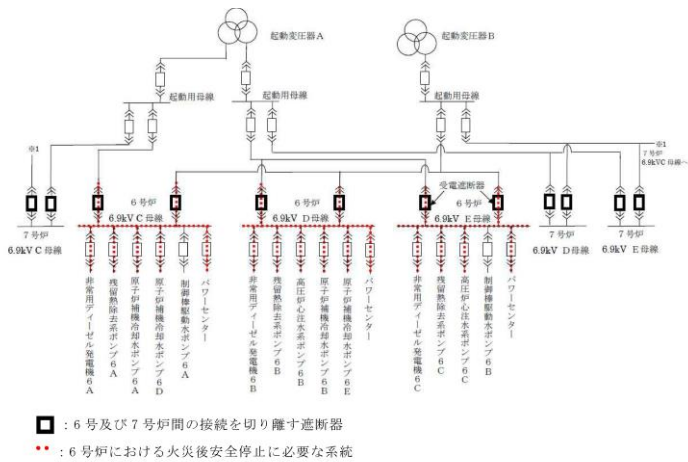 起動変圧器A
起動変圧器B
起動用母線
起動用母線
起動用母線
※1
※1
7号炉
6.9kVC母線へ
受電遮断器
6号炉
6.9kV C母線
6号炉
6.9kV D母線
6号炉
6.9kV E母線
7号炉
6.9kV C母線
7号炉
6.9kV D母線
7号炉
6.9kV E母線
非常用ディーゼル発電機6A
残留熱除去系ポンプ6A
原子炉補機冷却水ポンプ6A
原子炉補機冷却水ポンプ6D
制御棒駆動水ポンプ6A
パワーセンター
非常用ディーゼル発電機6B
残留熱除去系ポンプ6B
高圧炉心注水系ポンプ6B
原子炉補機冷却水ポンプ6B
原子炉補機冷却水ポンプ6E
パワーセンター
非常用ディーゼル発電機6C
残留熱除去系ポンプ6C
高圧炉心注水系ポンプ6C
制御棒駆動水ポンプ6B
パワーセンター
：6号及び7号炉間の接続を切り離す遮断器
：6号炉における火災後安全停止に必要な系統